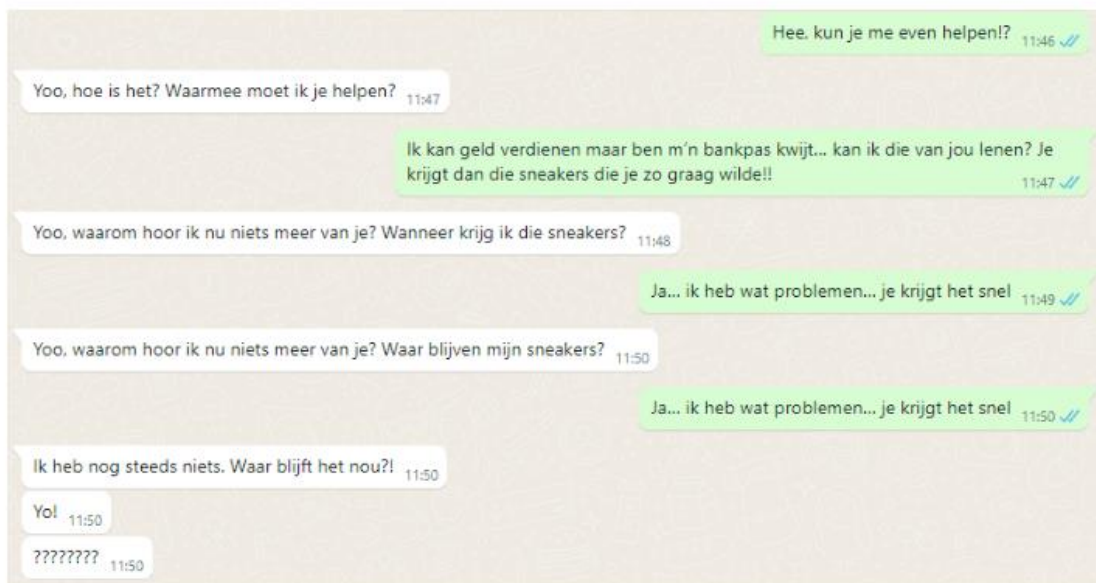 Hee. kun je me even helpen!? 11:46
Yoo, hoe is het? Waarmee moet ik je helpen? 11:47
Ik kan geld verdienen maar ben m'n bankpas kwijt... kan ik die van jou lenen? Je
krijgt dan die sneakers die je zo graag wilde!! 11:47
Yoo, waarom hoor ik nu niets meer van je? Wanneer krijg ik die sneakers? 11:48
Ja... ik heb wat problemen... je krijgt het snel 11:49
Yoo, waarom hoor ik nu niets meer van je? Waar blijven mijn sneakers? 11:50
Ja... ik heb wat problemen... je krijgt het snel 11:50
Ik heb nog steeds niets. Waar blijft het nou?! 11:50
Yo! 11:50
???????? 11:50